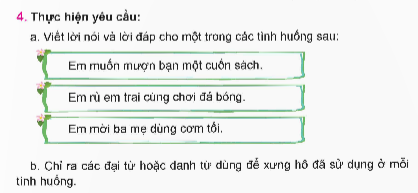 4. Thực hiện yêu cầu:
a. Viết lời nói và lời đáp cho một trong các tình huống sau:
Em muốn mượn bạn một cuốn sách.
Em rủ em trai cùng chơi đá bóng.
Em mời ba mẹ dùng cơm tối.
b. Chỉ ra các đại từ hoặc danh từ dùng để xưng hô đã sử dụng ở mỗi
tình huống.